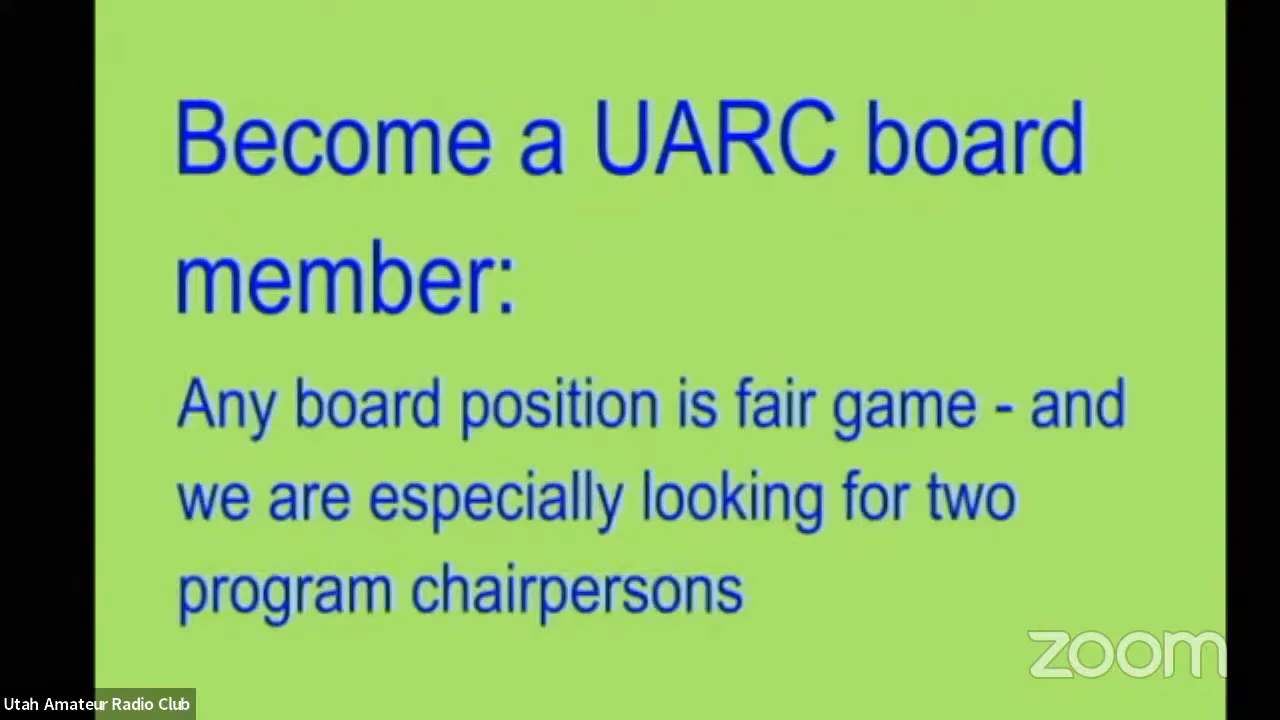 Become a UARC board
member:
Any board position is fair game - and
we are especially looking for two
program chairpersons
zoom
Utah Amateur Radio Club